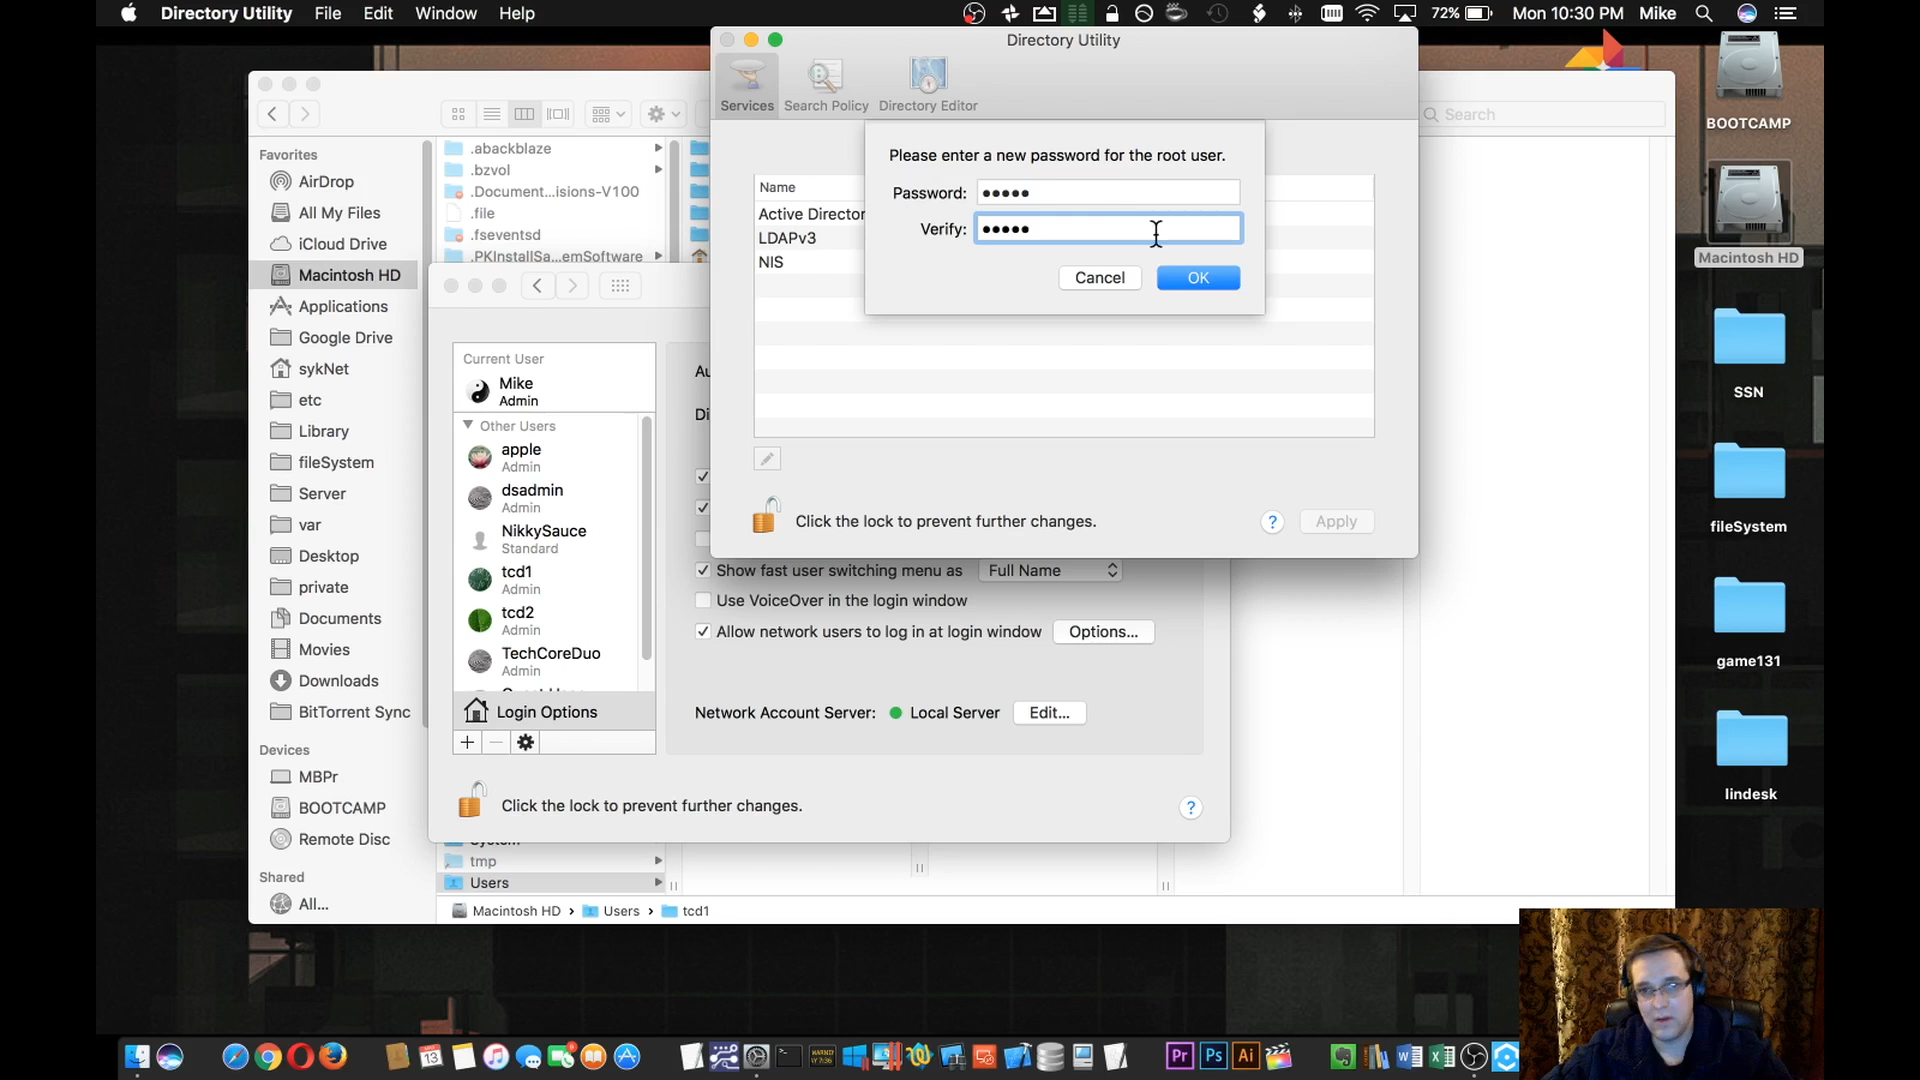 Directory Utility File Edit Window Help 72% Mon 10:30 PM Mike
Directory Utility
Services Search Policy Directory Editor
Search
BOOTCAMP
Macintosh HD
SSN
fileSystem
game131
lindesk
Favorites
AirDrop
All My Files
iCloud Drive
Macintosh HD
Applications
Google Drive
sykNet
etc
Library
fileSystem
Server
var
Desktop
private
Documents
Movies
Downloads
BitTorrent Sync
Devices
MBPr
BOOTCAMP
Remote Disc
Shared
All...
.abackblaze
.bzvol
.Document...isions-V100
.file
.fseventsd
.PKInstallSa...emSoftware
Please enter a new password for the root user.
Password: •••••
Verify: •••••
Cancel OK
Name
Active Director
LDAPv3
NIS
Click the lock to prevent further changes.
? Apply
Current User
Mike
Admin
Other Users
apple
Admin
dsadmin
Admin
NikkySauce
Standard
tcd1
Admin
tcd2
Admin
TechCoreDuo
Admin
Login Options
Au
Di
Show fast user switching menu as Full Name
Use VoiceOver in the login window
Allow network users to log in at login window Options...
Network Account Server: Local Server Edit...
Click the lock to prevent further changes.
?
tmp
Users
Macintosh HD › Users › tcd1
Pr Ps Ai